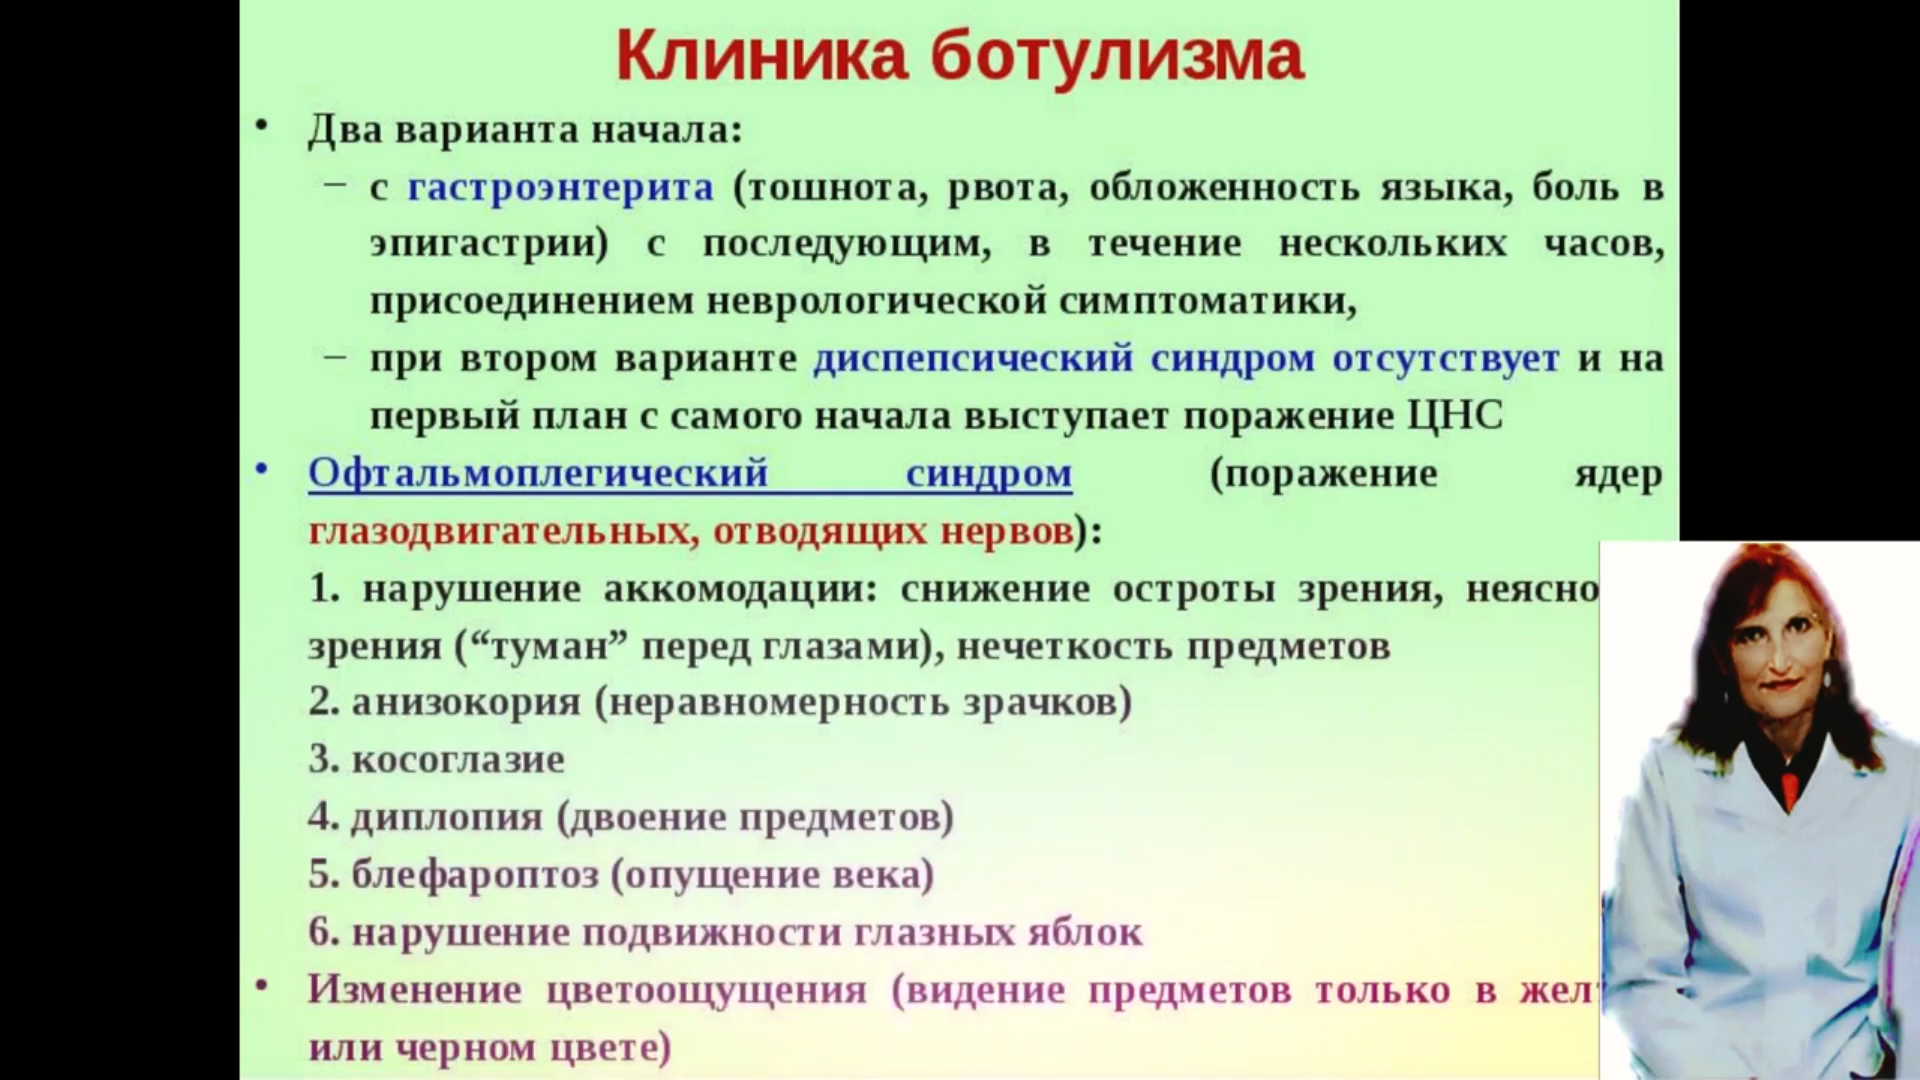 Клиника ботулизма
• Два варианта начала:
– с гастроэнтерита (тошнота, рвота, обложенность языка, боль в
эпигастрии) с последующим, в течение нескольких часов,
присоединением неврологической симптоматики,
– при втором варианте диспепсический синдром отсутствует и на
первый план с самого начала выступает поражение ЦНС
• Офтальмоплегический синдром (поражение ядер
глазодвигательных, отводящих нервов):
1. нарушение аккомодации: снижение остроты зрения,
зрения (“туман” перед глазами), нечеткость предметов
2. анизокория (неравномерность зрачков)
3. косоглазие
4. диплопия (двоение предметов)
5. блефароптоз (опущение века)
6. нарушение подвижности глазных яблок
• Изменение цветоощущения (видение предметов только в
или черном цвете)